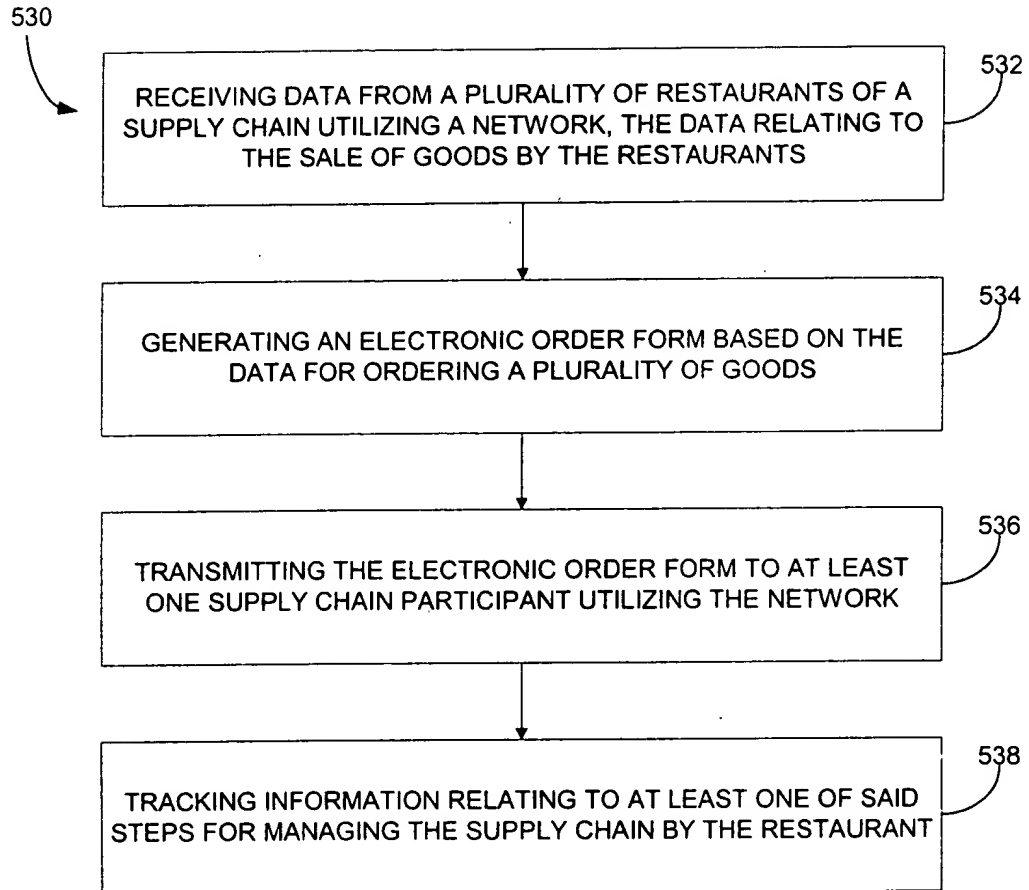 530
532
RECEIVING DATA FROM A PLURALITY OF RESTAURANTS OF A
SUPPLY CHAIN UTILIZING A NETWORK, THE DATA RELATING TO
THE SALE OF GOODS BY THE RESTAURANTS
534
GENERATING AN ELECTRONIC ORDER FORM BASED ON THE
DATA FOR ORDERING A PLURALITY OF GOODS
536
TRANSMITTING THE ELECTRONIC ORDER FORM TO AT LEAST
ONE SUPPLY CHAIN PARTICIPANT UTILIZING THE NETWORK
538
TRACKING INFORMATION RELATING TO AT LEAST ONE OF SAID
STEPS FOR MANAGING THE SUPPLY CHAIN BY THE RESTAURANT